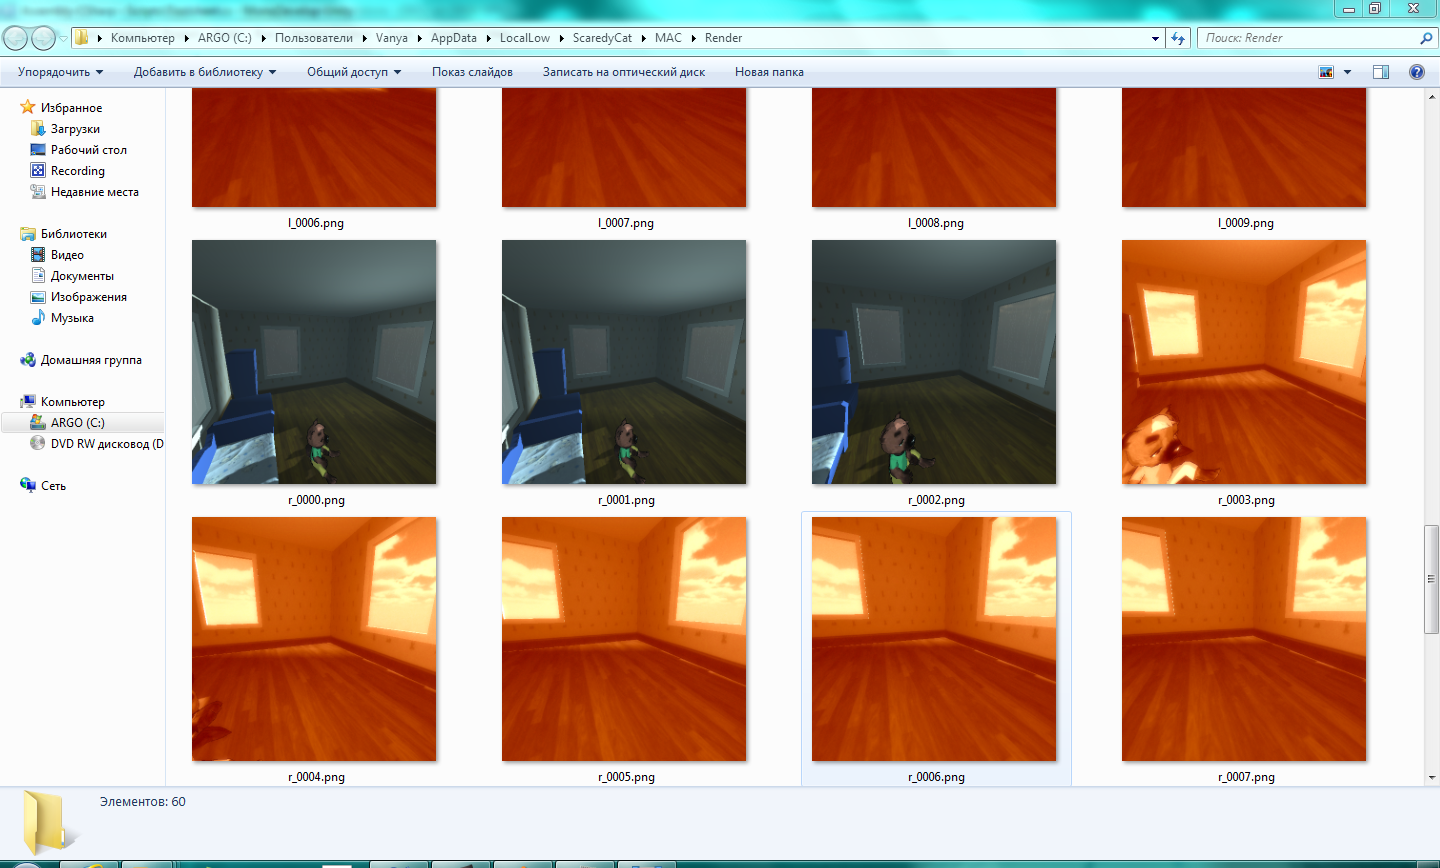 Компьютер ARGO (C:) Пользователи Vanya AppData LocalLow ScaredyCat MAC Render
Поиск: Render
Упорядочить Добавить в библиотеку Общий доступ Показ слайдов Записать на оптический диск Новая папка
Избранное
Загрузки
Рабочий стол
Recording
Недавние места
Библиотеки
Видео
Документы
Изображения
Музыка
Домашняя группа
Компьютер
ARGO (C:)
DVD RW дисковод (D
Сеть
l_0006.png l_0007.png l_0008.png l_0009.png
r_0000.png r_0001.png r_0002.png r_0003.png
r_0004.png r_0005.png r_0006.png r_0007.png
Элементов: 60